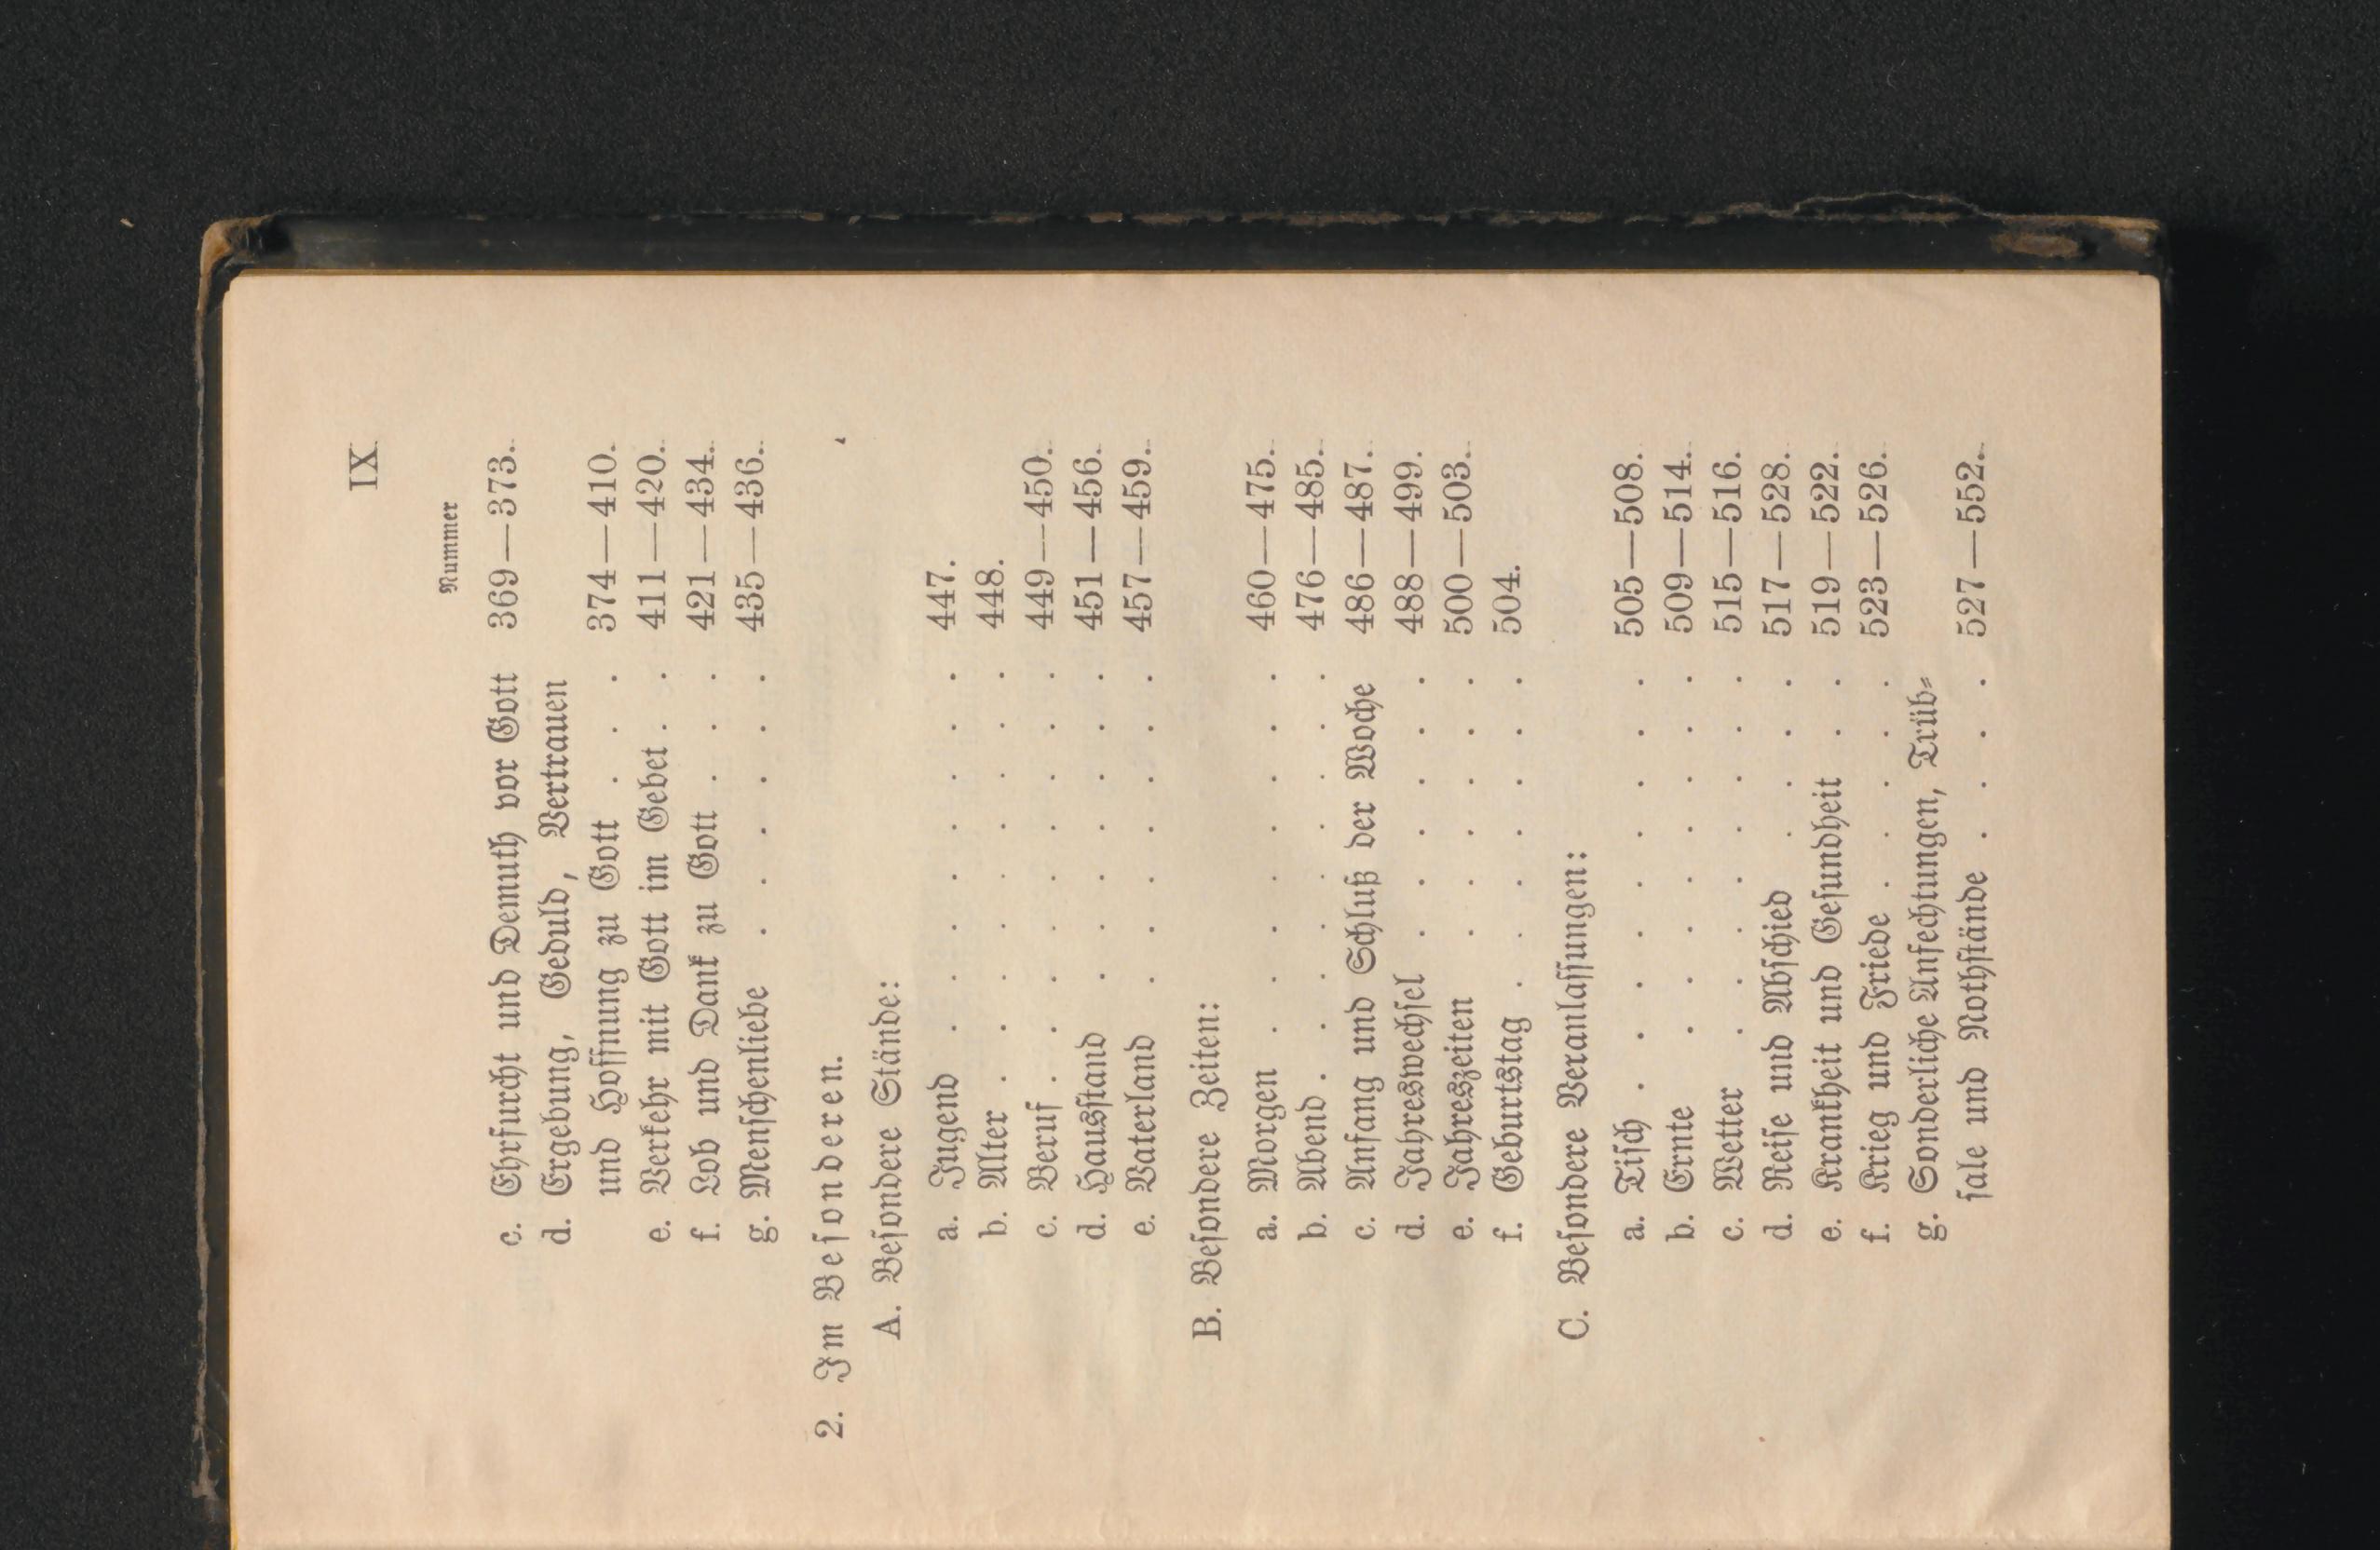 IX
Nummer
c. Ehrfurcht und Demuth vor Gott 369—373.
d. Ergebung, Geduld, Vertrauen
und Hoffnung zu Gott . . . 374—410.
e. Verkehr mit Gott im Gebet . . 411—420.
f. Lob und Dank zu Gott . . . 421—434.
g. Menschenliebe . . . . . . 435—436.
2. Im Besonderen.
A. Besondere Stände:
a. Jugend . . . . . . . . 447.
b. Alter . . . . . . . . . 448.
c. Beruf . . . . . . . . . 449—450.
d. Hausstand . . . . . . . 451—456.
e. Vaterland . . . . . . . 457—459.
B. Besondere Zeiten:
a. Morgen . . . . . . . . 460—475.
b. Abend . . . . . . . . . 476—485.
c. Anfang und Schluß der Woche 486—487.
d. Jahreswechsel . . . . . . 488—499.
e. Jahreszeiten . . . . . . 500—503.
f. Geburtstag . . . . . . . 504.
C. Besondere Veranlassungen:
a. Tisch . . . . . . . . . 505—508.
b. Ernte . . . . . . . . 509—514.
c. Wetter . . . . . . . . 515—516.
d. Reise und Abschied . . . . 517—528.
e. Krankheit und Gesundheit . . 519—522.
f. Krieg und Friede . . . . . 523—526.
g. Sonderliche Anfechtungen, Trüb-
sale und Nothstände . . . . 527—552.